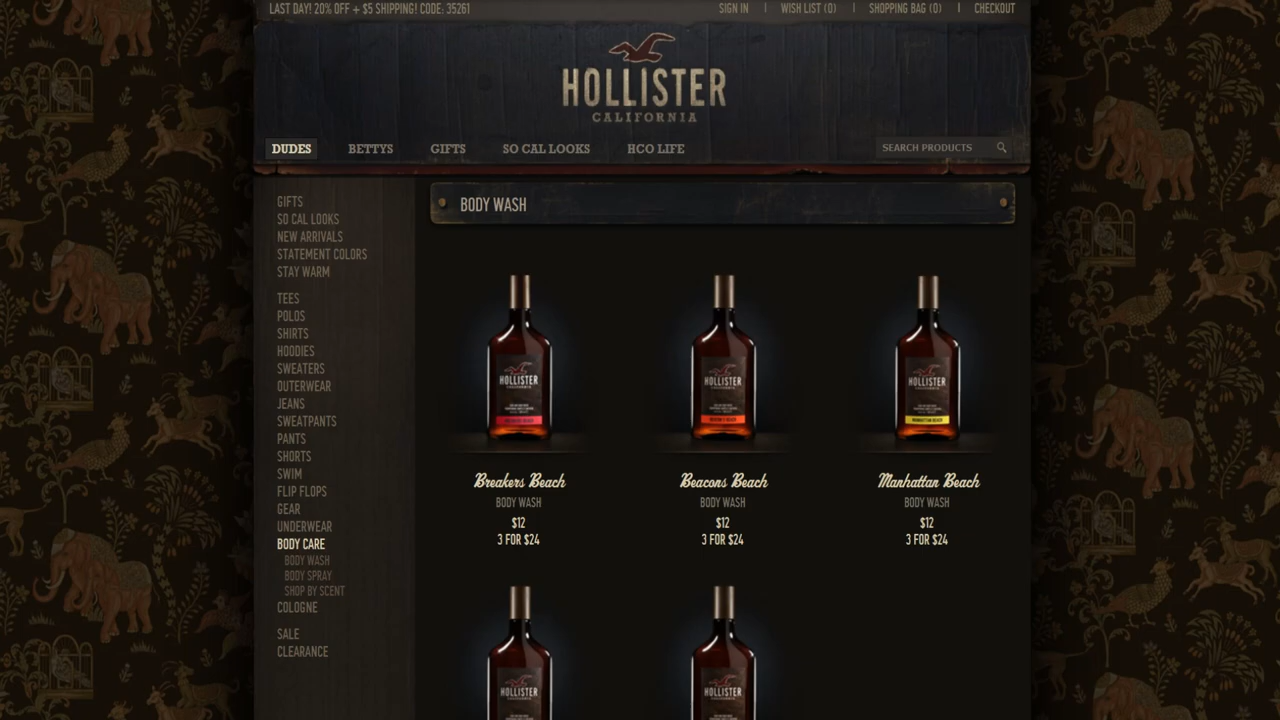 LAST DAY! 20% OFF + $5 SHIPPING! CODE: 35261
SIGN IN | WISH LIST (0) | SHOPPING BAG (0) | CHECKOUT
HOLLISTER
CALIFORNIA
DUDES BETTYS GIFTS SO CAL LOOKS HCO LIFE SEARCH PRODUCTS
GIFTS
SO CAL LOOKS
NEW ARRIVALS
STATEMENT COLORS
STAY WARM
TEES
POLOS
SHIRTS
HOODIES
SWEATERS
OUTERWEAR
JEANS
SWEATPANTS
PANTS
SHORTS
SWIM
FLIP FLOPS
GEAR
UNDERWEAR
BODY CARE
BODY WASH
BODY SPRAY
SHOP BY SCENT
COLOGNE
SALE
CLEARANCE
BODY WASH
HOLLISTER
CALIFORNIA
HOLLISTER
CALIFORNIA
HOLLISTER
CALIFORNIA
MANHATTAN BEACH
Breakers Beach
BODY WASH
$12
3 FOR $24
Beacons Beach
BODY WASH
$12
3 FOR $24
Manhattan Beach
BODY WASH
$12
3 FOR $24
HOLLISTER
HOLLISTER